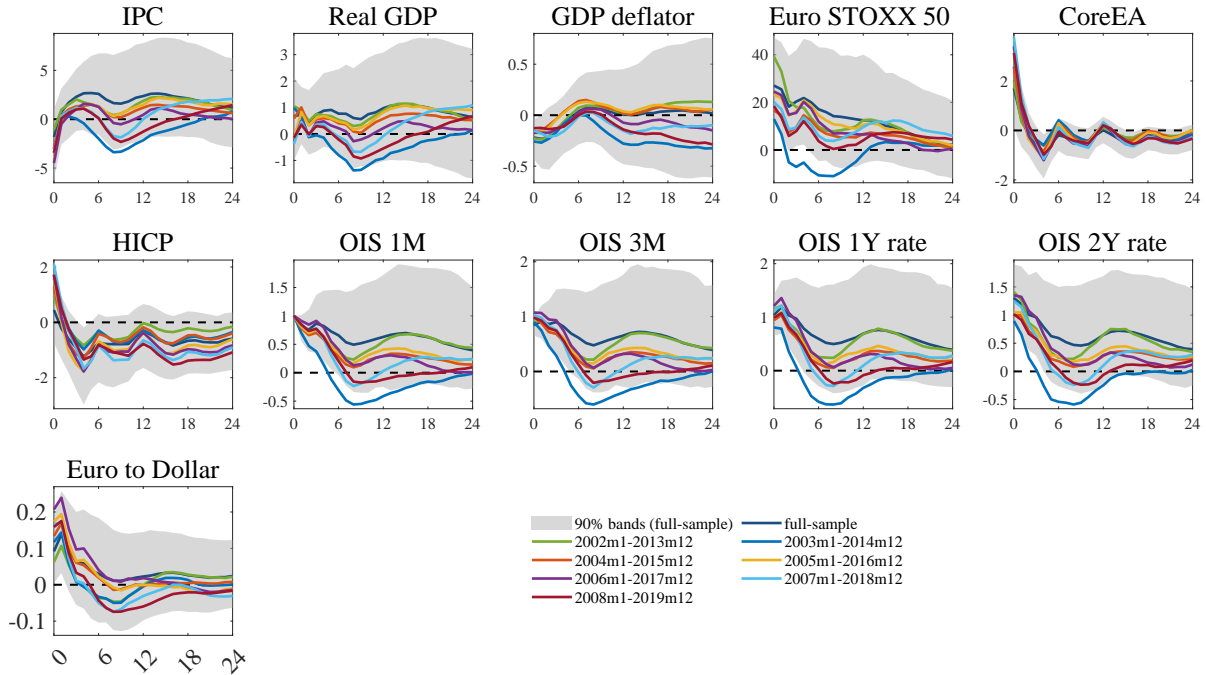 IPC
5
0
-5
0 6 12 18 24
Real GDP
3
2
1
0
-1
0 6 12 18 24
GDP deflator
0.5
0
-0.5
0 6 12 18 24
Euro STOXX 50
40
20
0
0 6 12 18 24
CoreEA
2
0
-2
0 6 12 18 24
HICP
2
0
-2
0 6 12 18 24
OIS 1M
1.5
1
0.5
0
-0.5
0 6 12 18 24
OIS 3M
2
1
0
0 6 12 18 24
OIS 1Y rate
2
1
0
0 6 12 18 24
OIS 2Y rate
1.5
1
0.5
0
-0.5
0 6 12 18 24
Euro to Dollar
0.2
0.1
0
-0.1
0 6 12 18 24
90% bands (full-sample) full-sample
2002m1-2013m12 2003m1-2014m12
2004m1-2015m12 2005m1-2016m12
2006m1-2017m12 2007m1-2018m12
2008m1-2019m12